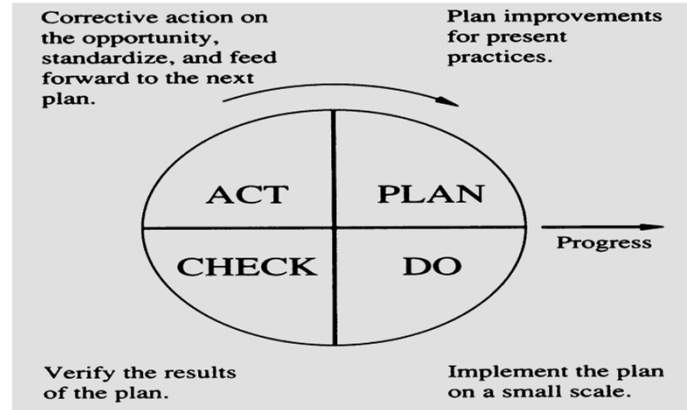 Corrective action on
the opportunity,
standardize, and feed
forward to the next
plan.
Plan improvements
for present
practices.
ACT
PLAN
CHECK
DO
Progress
Verify the results
of the plan.
Implement the plan
on a small scale.